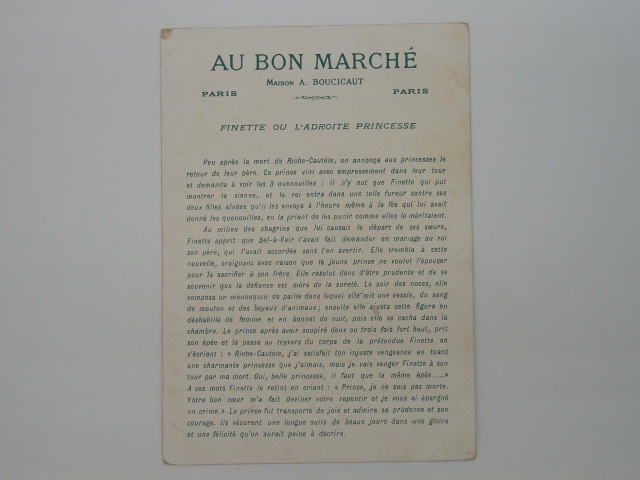 AU BON MARCHÉ
MAISON A. BOUCICAUT
PARIS PARIS
FINETTE OU L'ADROITE PRINCESSE
Peu après la mort de Riche-Cautèle, on annonça aux princesses le
retour de leur père. Ce prince vint avec empressement dans leur tour
et demanda à voir les 3 quenouilles : il n'y eut que Finette qui put
montrer la sienne, et le roi entra dans une telle fureur contre ses
deux filles aînées qu'il les envoya à l'heure même à la fée qui lui avait
donné les quenouilles, en la priant de les punir comme elles le méritaient.
Au milieu des chagrins que lui causait le départ de ses sœurs,
Finette apprit que Bel-à-Voir l'avait fait demander en mariage au roi
son père, qui l'avait accordée sans l'en avertir. Elle trembla à cette
nouvelle, craignant avec raison que le jeune prince ne voulut l'épouser
pour la sacrifier à son frère. Elle résolut donc d'être prudente et de se
souvenir que la défiance est mère de la sureté. Le soir des noces, elle
composa un mannequin de paille dans lequel elle mit une vessie, du sang
de mouton et des boyaux d'animaux ; ensuite elle ajusta cette figure en
déshabillé de femme et en bonnet de nuit, puis elle se cacha dans la
chambre. Le prince après avoir soupiré deux ou trois fois fort haut, prit
son épée et la passa au travers du corps de la prétendue Finette en
s'écriant : « Riche-Cautèle, j'ai satisfait ton injuste vengeance en tuant
une charmante princesse que j'aimais, mais je vais venger Finette à son
tour par ma mort. Oui, belle princesse, il faut que la même épée.....»
A ces mots Finette le retint en criant : « Prince, je ne suis pas morte.
Votre bon cœur m'a fait deviner votre repentir et je vous ai épargné
un crime.» Le prince fut transporté de joie et admira sa prudence et son
courage. Ils vécurent une longue suite de beaux jours dans une gloire
et une félicité qu'on aurait peine à décrire.